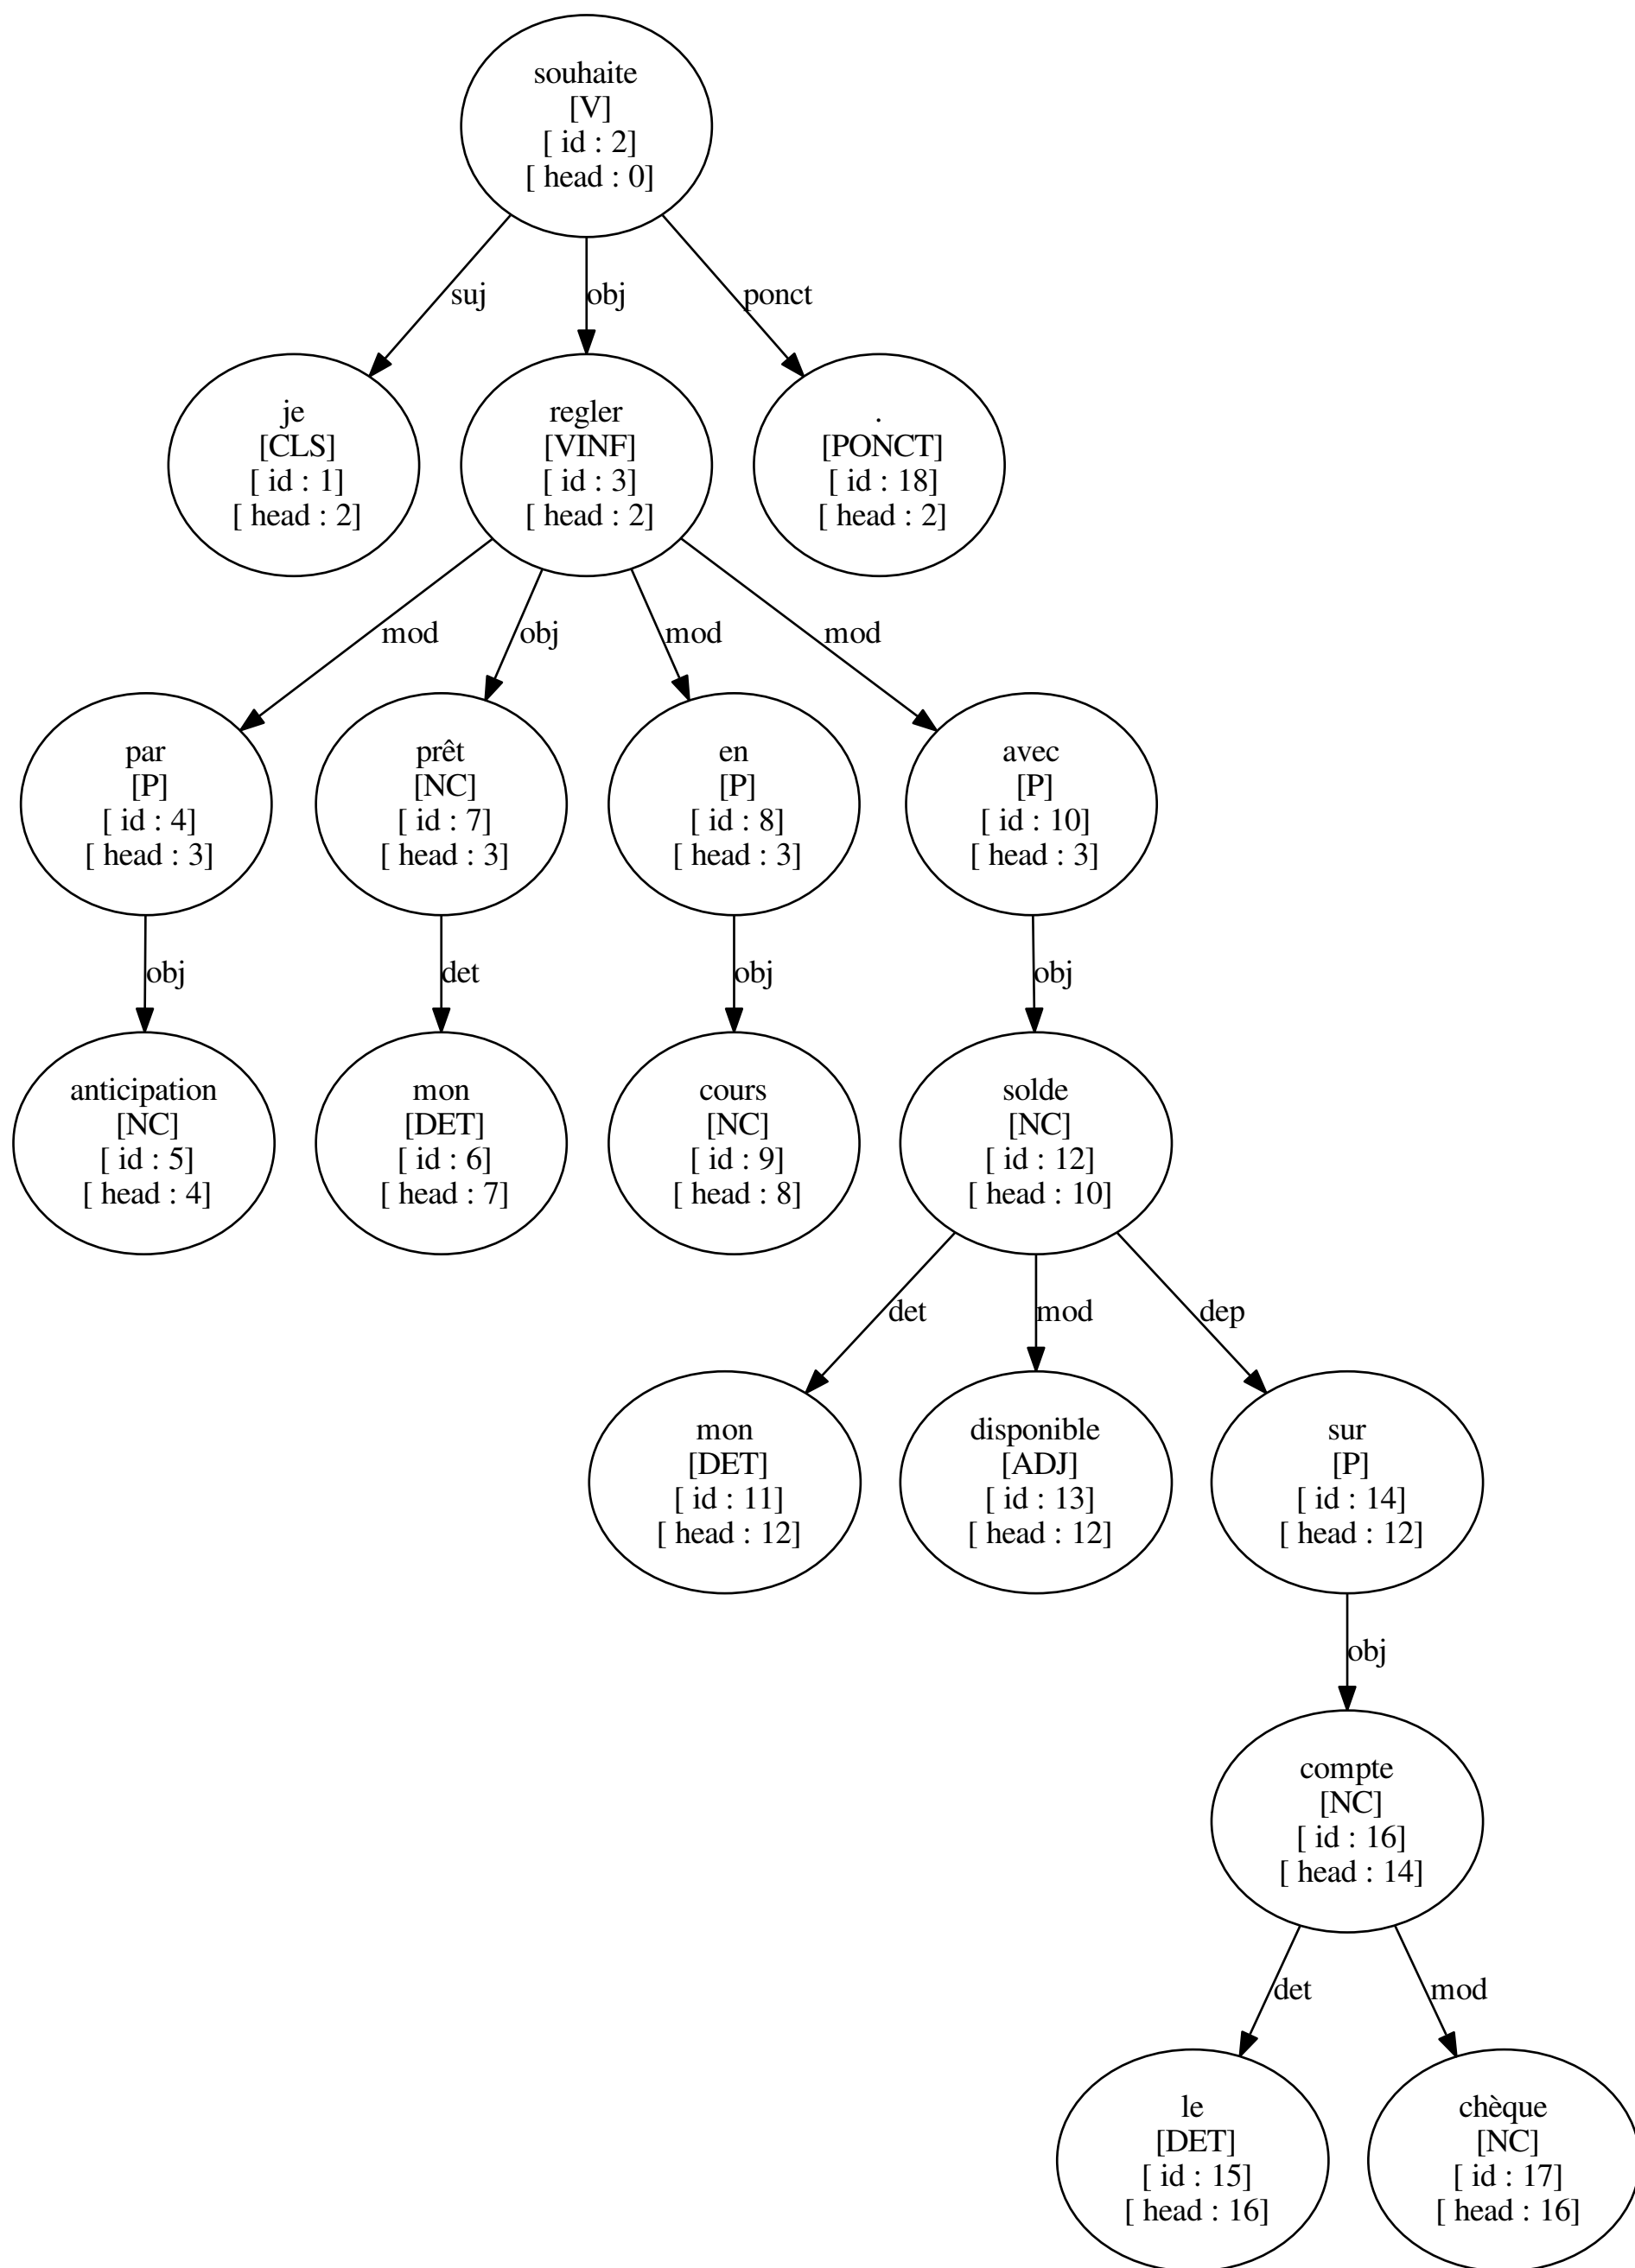 souhaite
[V]
[ id : 2]
[ head : 0]
suj
obj
ponct
je
[CLS]
[ id : 1]
[ head : 2]
regler
[VINF]
[ id : 3]
[ head : 2]
.
[PONCT]
[ id : 18]
[ head : 2]
mod
obj
mod
mod
par
[P]
[ id : 4]
[ head : 3]
prêt
[NC]
[ id : 7]
[ head : 3]
en
[P]
[ id : 8]
[ head : 3]
avec
[P]
[ id : 10]
[ head : 3]
obj
det
obj
obj
anticipation
[NC]
[ id : 5]
[ head : 4]
mon
[DET]
[ id : 6]
[ head : 7]
cours
[NC]
[ id : 9]
[ head : 8]
solde
[NC]
[ id : 12]
[ head : 10]
det
mod
dep
mon
[DET]
[ id : 11]
[ head : 12]
disponible
[ADJ]
[ id : 13]
[ head : 12]
sur
[P]
[ id : 14]
[ head : 12]
obj
compte
[NC]
[ id : 16]
[ head : 14]
det
mod
le
[DET]
[ id : 15]
[ head : 16]
chèque
[NC]
[ id : 17]
[ head : 16]